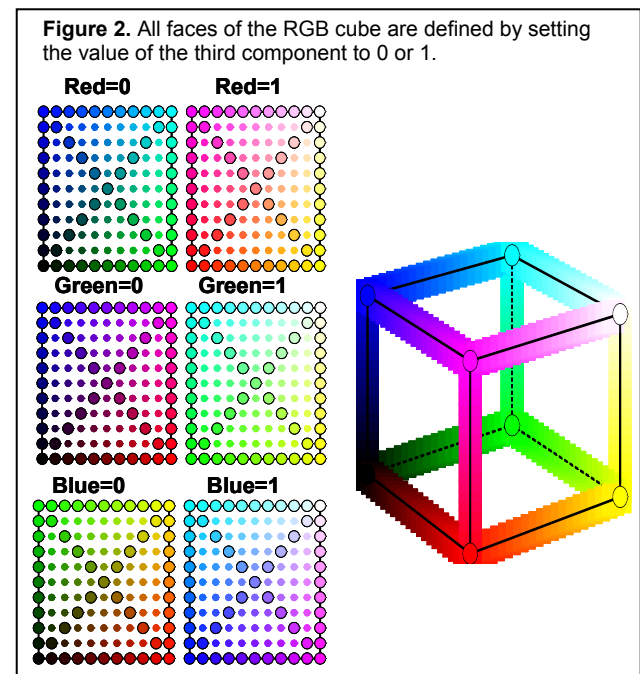 Figure 2. All faces of the RGB cube are defined by setting
the value of the third component to 0 or 1.
Red=0 Red=1
Green=0 Green=1
Blue=0 Blue=1